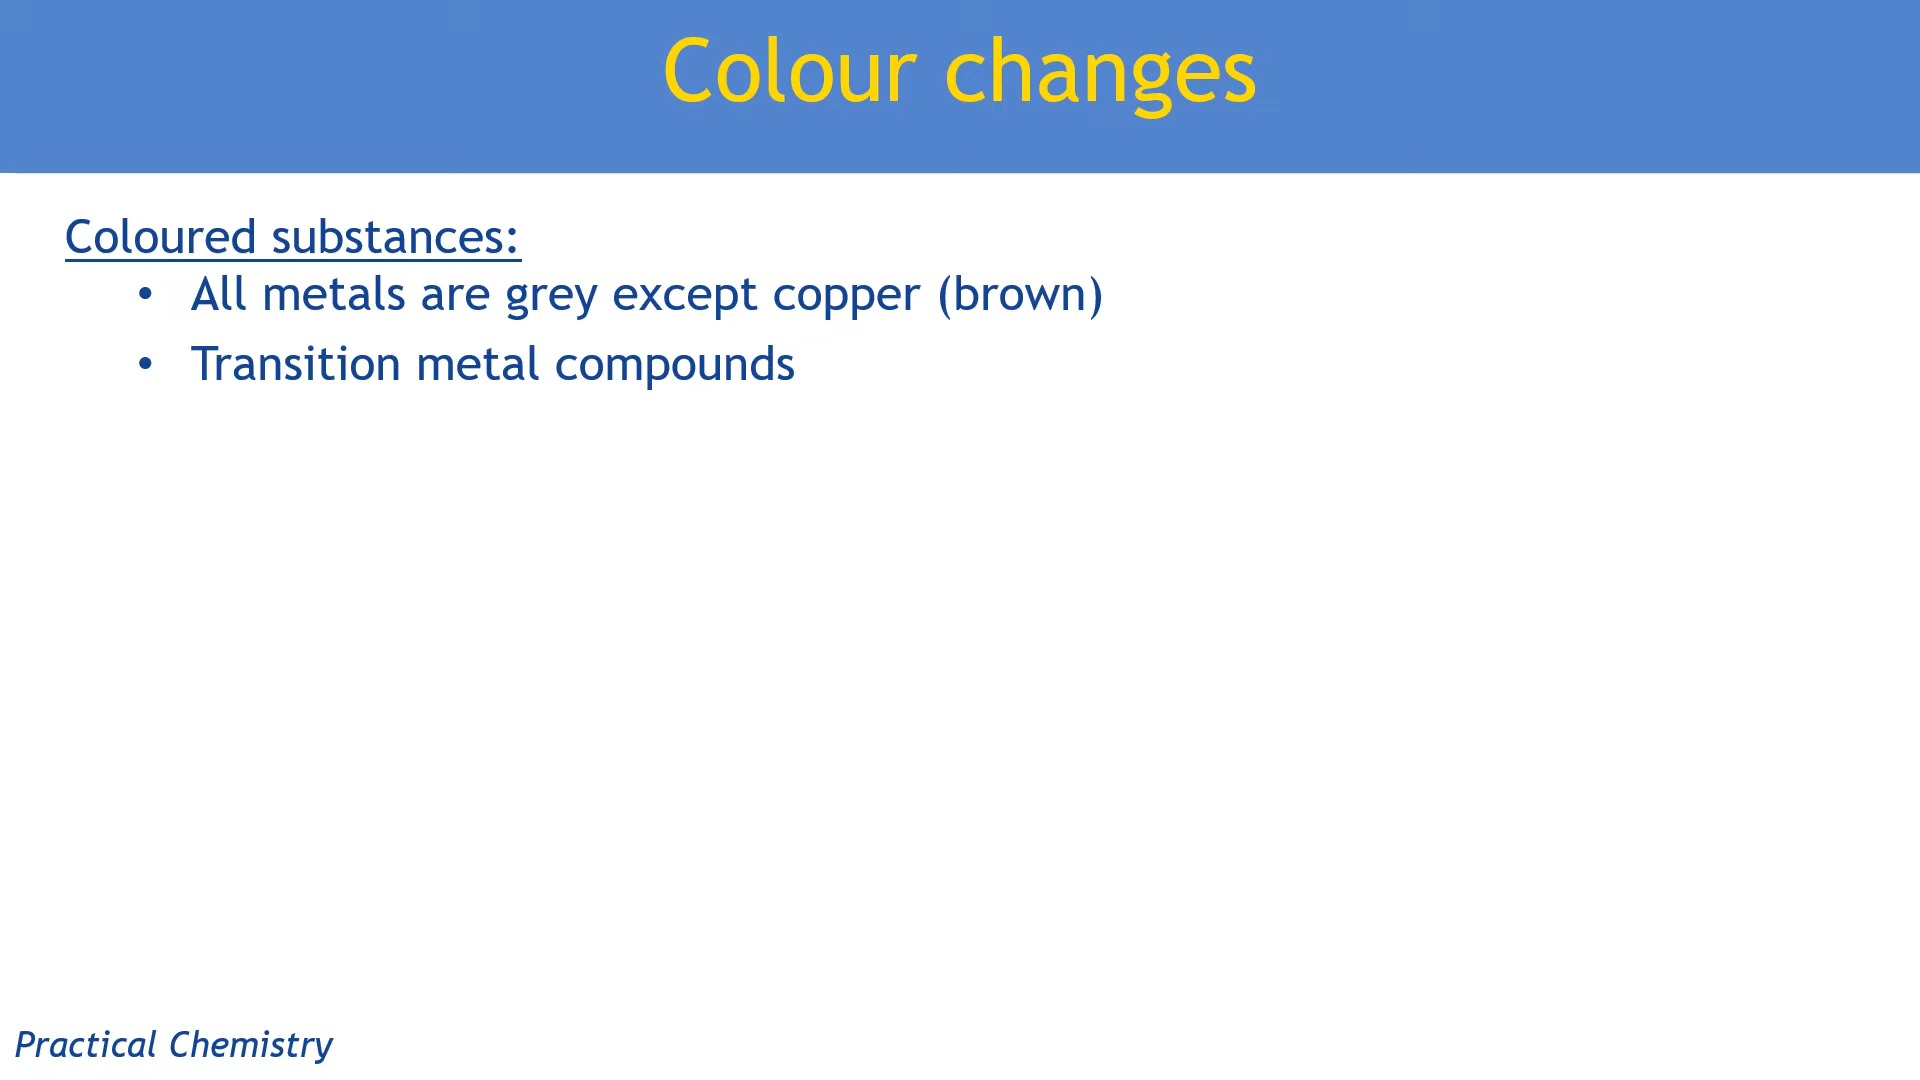 Colour changes
Coloured substances:
• All metals are grey except copper (brown)
• Transition metal compounds
Practical Chemistry